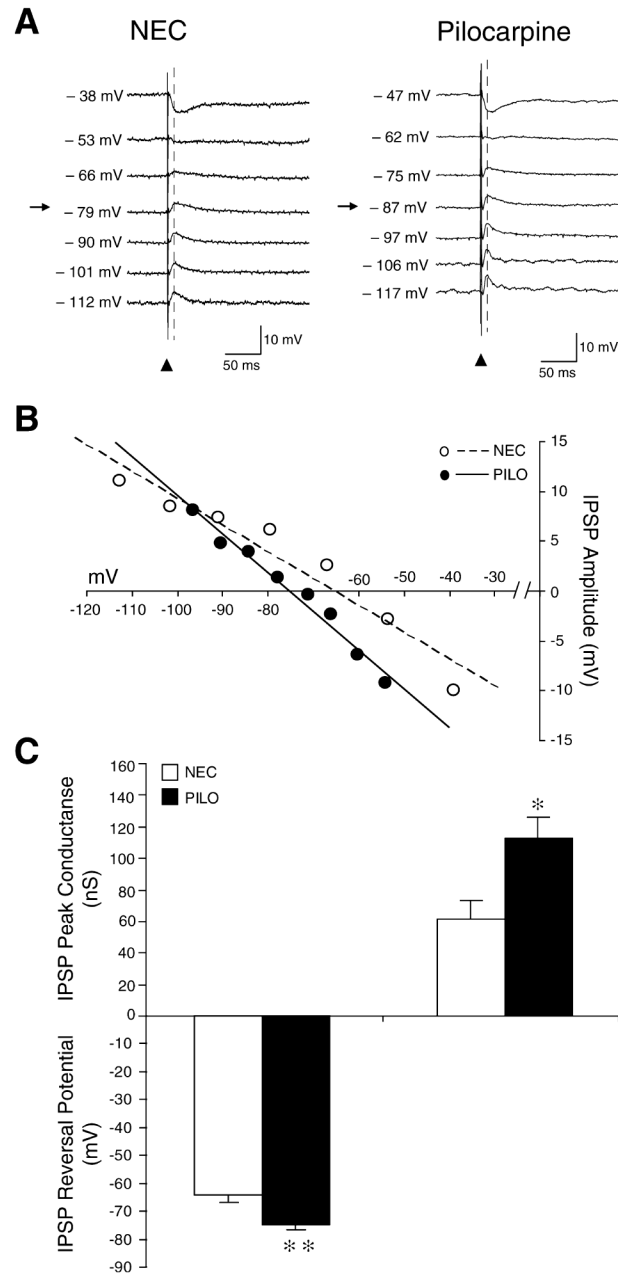 A
NEC
Pilocarpine
– 38 mV
– 53 mV
– 66 mV
– 79 mV
– 90 mV
– 101 mV
– 112 mV
10 mV
50 ms
– 47 mV
– 62 mV
– 75 mV
– 87 mV
– 97 mV
– 106 mV
– 117 mV
10 mV
50 ms
B
NEC
PILO
mV
-120 -110 -100 -90 -80 -60 -50 -40 -30
15
10
5
0
-5
-10
-15
IPSP Amplitude (mV)
C
NEC
PILO
IPSP Peak Conductanse
(nS)
160
140
120
100
80
60
40
20
0
*
IPSP Reversal Potential
(mV)
-10
-20
-30
-40
-50
-60
-70
-80
-90
**